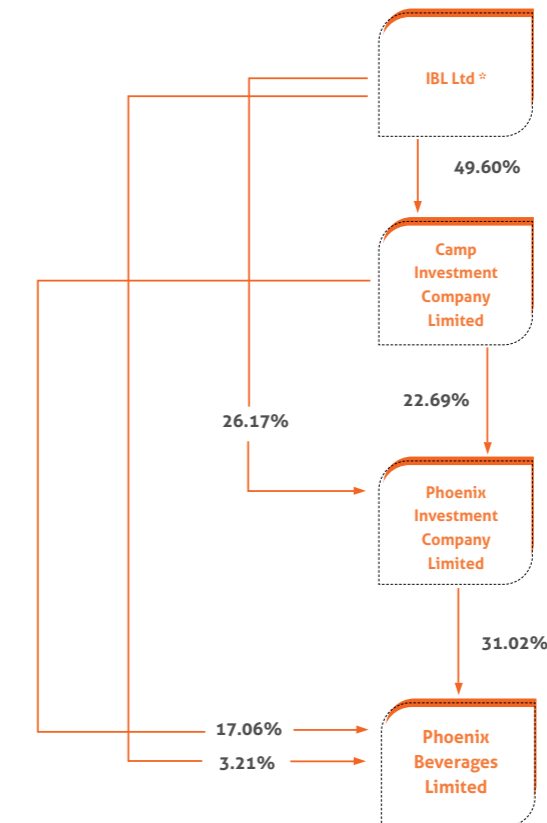 IBL Ltd *
49.60%
Camp
Investment
Company
Limited
22.69%
26.17%
Phoenix
Investment
Company
Limited
31.02%
17.06%
3.21%
Phoenix
Beverages
Limited